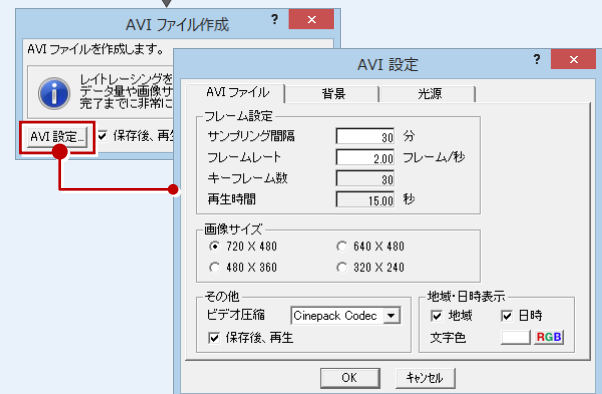 AVI ファイル作成 ? ×
AVI ファイルを作成します。
レイトレーシングを
データ量や画像サ
完了までに非常に
AVI 設定... 保存後、再生
AVI 設定 ? ×
AVI ファイル 背景 光源
フレーム設定
サンプリング間隔 30 分
フレームレート 2.00 フレーム/秒
キーフレーム数 30
再生時間 15.00 秒
画像サイズ
720 X 480 640 X 480
480 X 360 320 X 240
その他 地域・日時表示
ビデオ圧縮 Cinepack Codec 地域 日時
保存後、再生 文字色 RGB
OK キャンセル